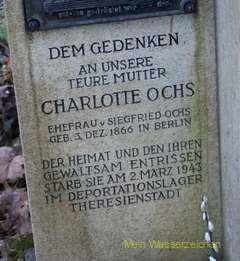 DEM GEDENKEN
AN UNSERE
TEURE MUTTER
CHARLOTTE OCHS
EHEFRAU v SIEGFRIED-OCHS
GEB. 3. DEZ. 1866 IN BERLIN
DER HEIMAT UND DEN IHREN
GEWALTSAM ENTRISSEN
STARB SIE AM 2. MÄRZ 1943
IM DEPORTATIONSLAGER
THERESIENSTADT
Mein Wasserzeichen